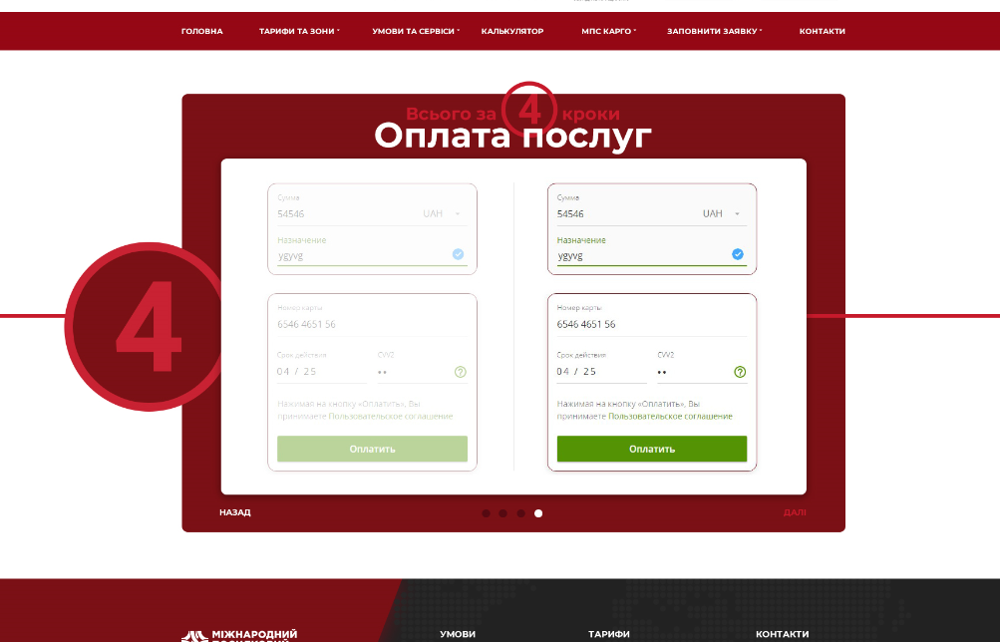 ГОЛОВНА ТАРИФИ ТА ЗОНИ УМОВИ ТА СЕРВІСИ КАЛЬКУЛЯТОР МПС КАРГО ЗАПОВНИТИ ЗАЯВКУ КОНТАКТИ
Всього за 4 кроки
Оплата послуг
4
Сумма
54546 UAH
Назначение
ygyvg
Номер карты
6546 4651 56
Срок действия CVV2
04 / 25 ••
Нажимая на кнопку «Оплатить», Вы
принимаете Пользовательское соглашение
Оплатить
Сумма
54546 UAH
Назначение
ygyvg
Номер карты
6546 4651 56
Срок действия CVV2
04 / 25 ••
Нажимая на кнопку «Оплатить», Вы
принимаете Пользовательское соглашение
Оплатить
НАЗАД ДАЛІ
МІЖНАРОДНИЙ
УМОВИ ТАРИФИ КОНТАКТИ